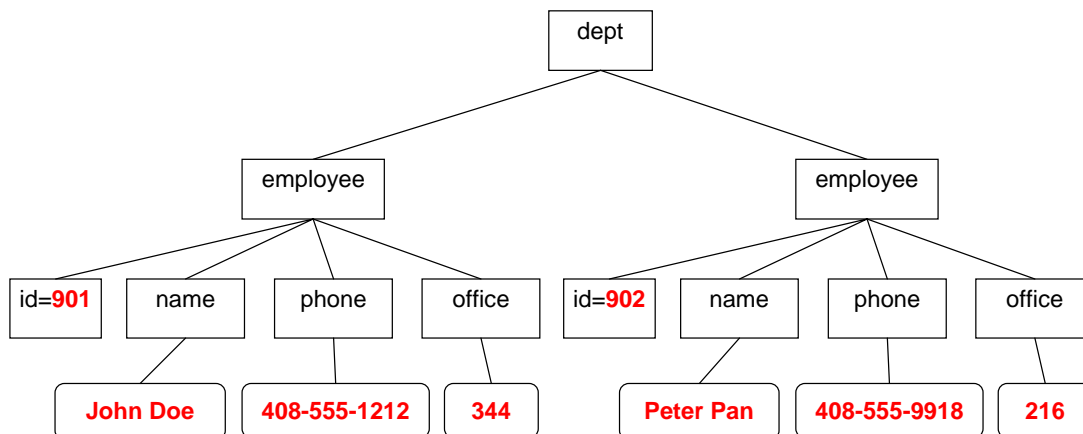 dept
employee employee
id=901 name phone office id=902 name phone office
John Doe 408-555-1212 344 Peter Pan 408-555-9918 216